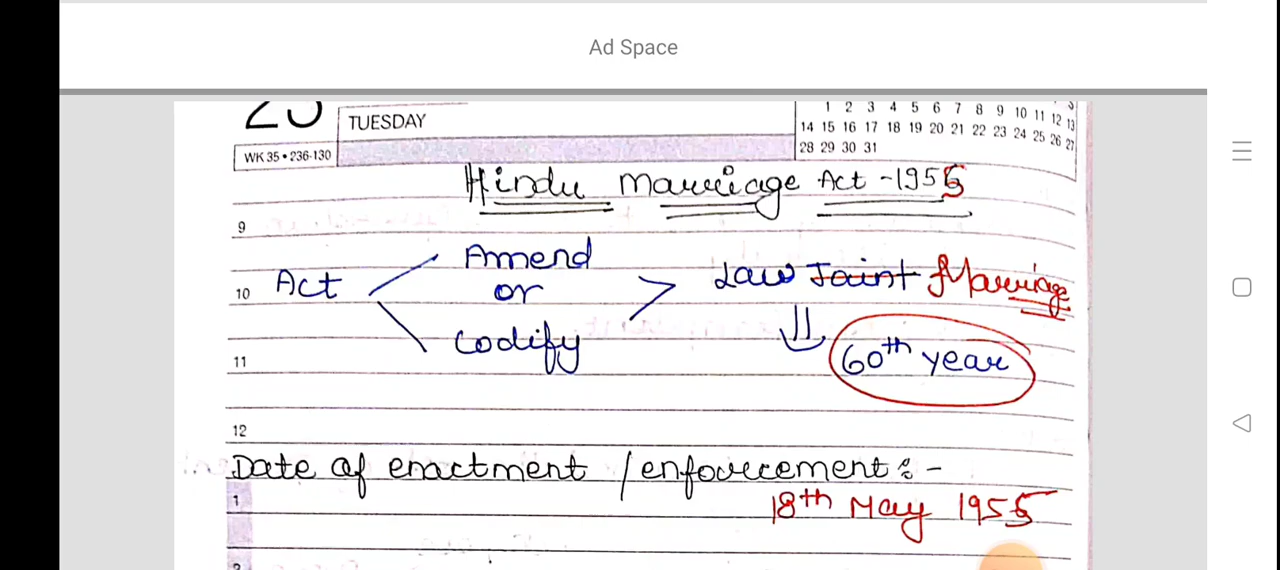 Ad Space
TUESDAY
1 2 3 4 5 6 7 8 9 10 11 12 13
14 15 16 17 18 19 20 21 22 23 24 25 26 27
28 29 30 31
WK 35 • 236-130
Hindu Marriage Act - 1955
9
Amend
10 Act or Law Joint Marriage
codify
11 60th year
12
Date of enactment / enforcement :-
1
18th May 1955